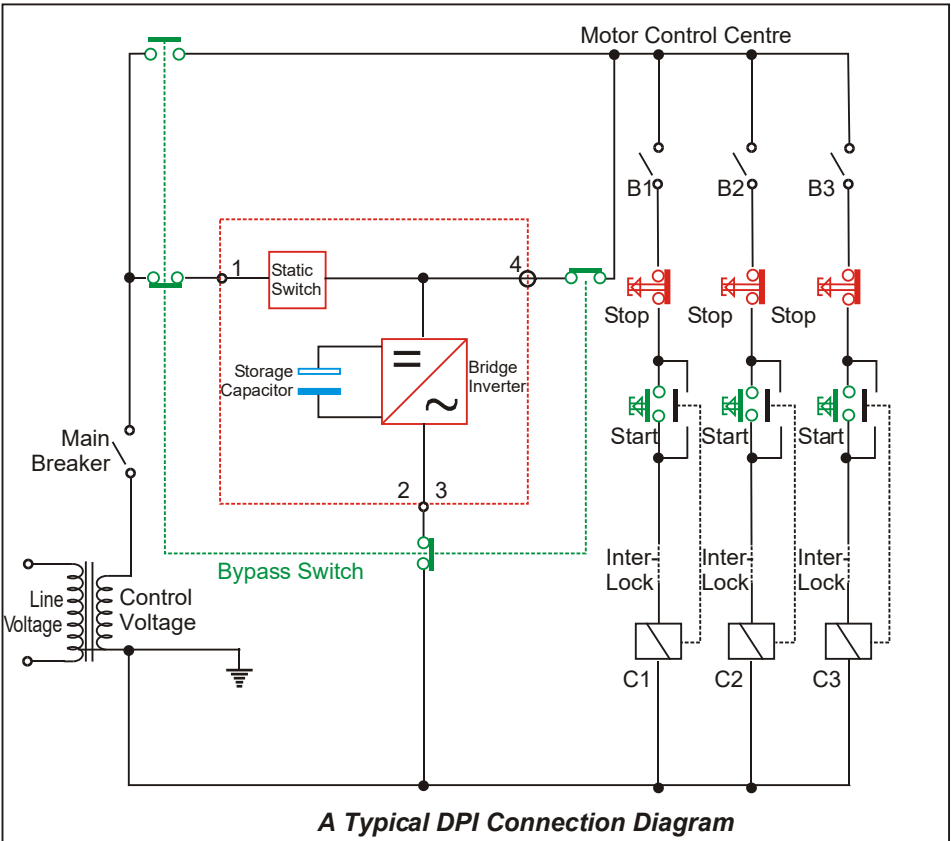 Motor Control Centre
B1
B2
B3
1
Static
Switch
4
Stop
Stop
Stop
Storage
Capacitor
Bridge
Inverter
Start
Start
Start
Main
Breaker
2 3
Bypass Switch
Inter-
Lock
Inter-
Lock
Inter-
Lock
Line
Voltage
Control
Voltage
C1
C2
C3
A Typical DPI Connection Diagram